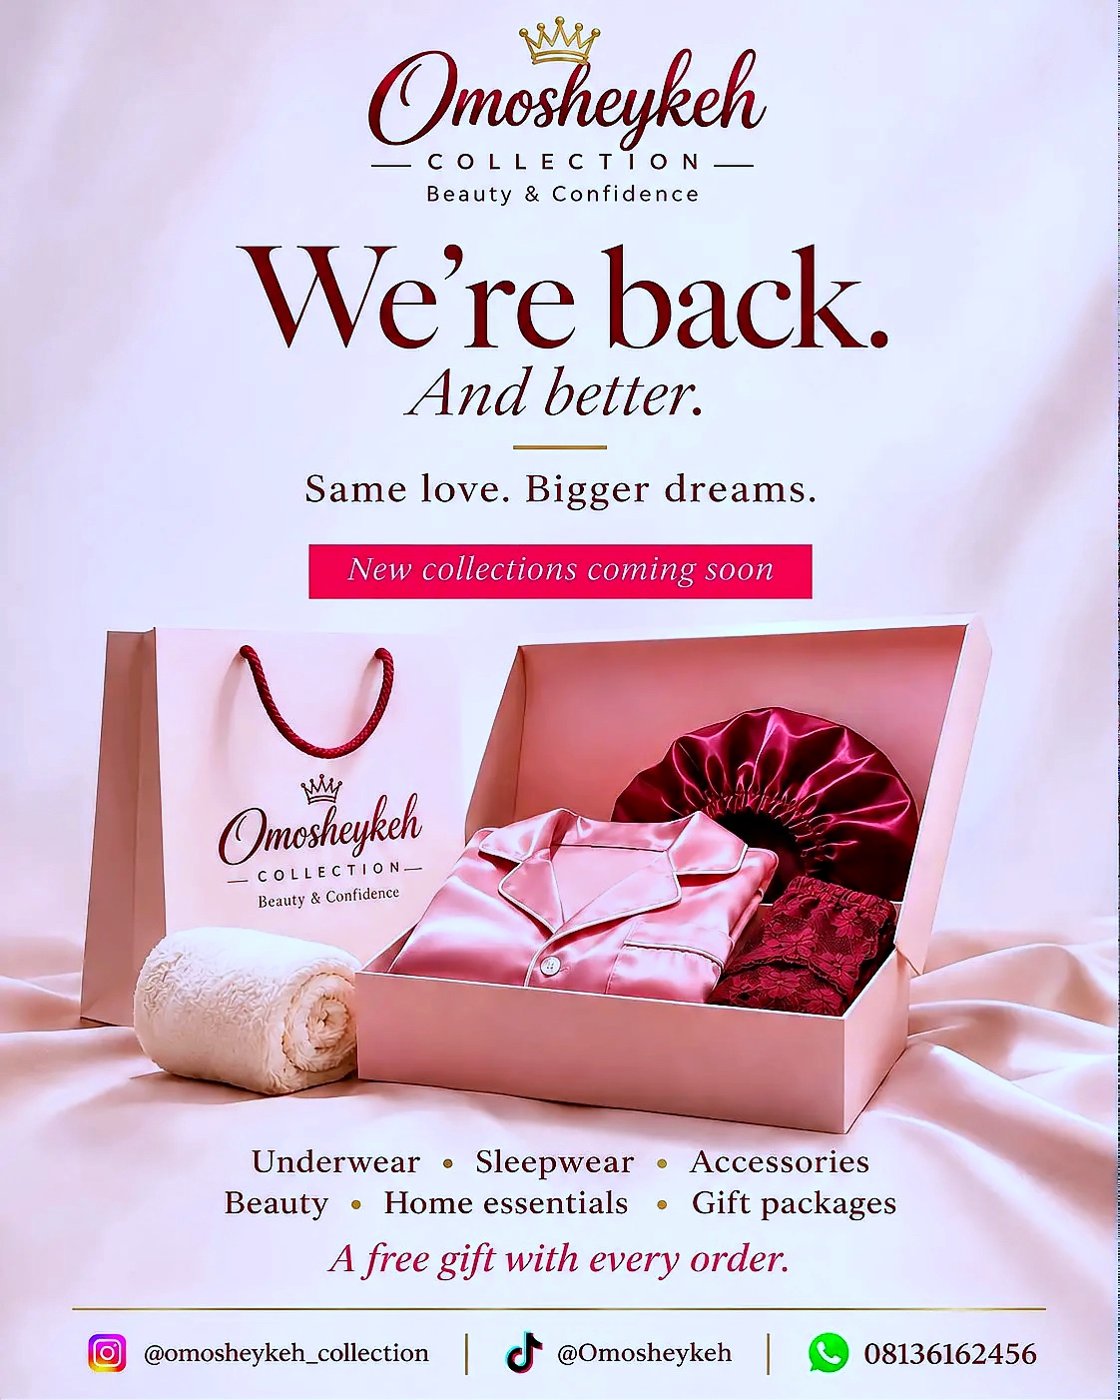 Omosheykeh
COLLECTION
Beauty & Confidence
We're back.
And better.
Same love. Bigger dreams.
New collections coming soon
Omosheykeh
COLLECTION
Beauty & Confidence
Underwear • Sleepwear • Accessories
Beauty • Home essentials • Gift packages
A free gift with every order.
@omosheykeh_collection | @Omosheykeh | 08136162456